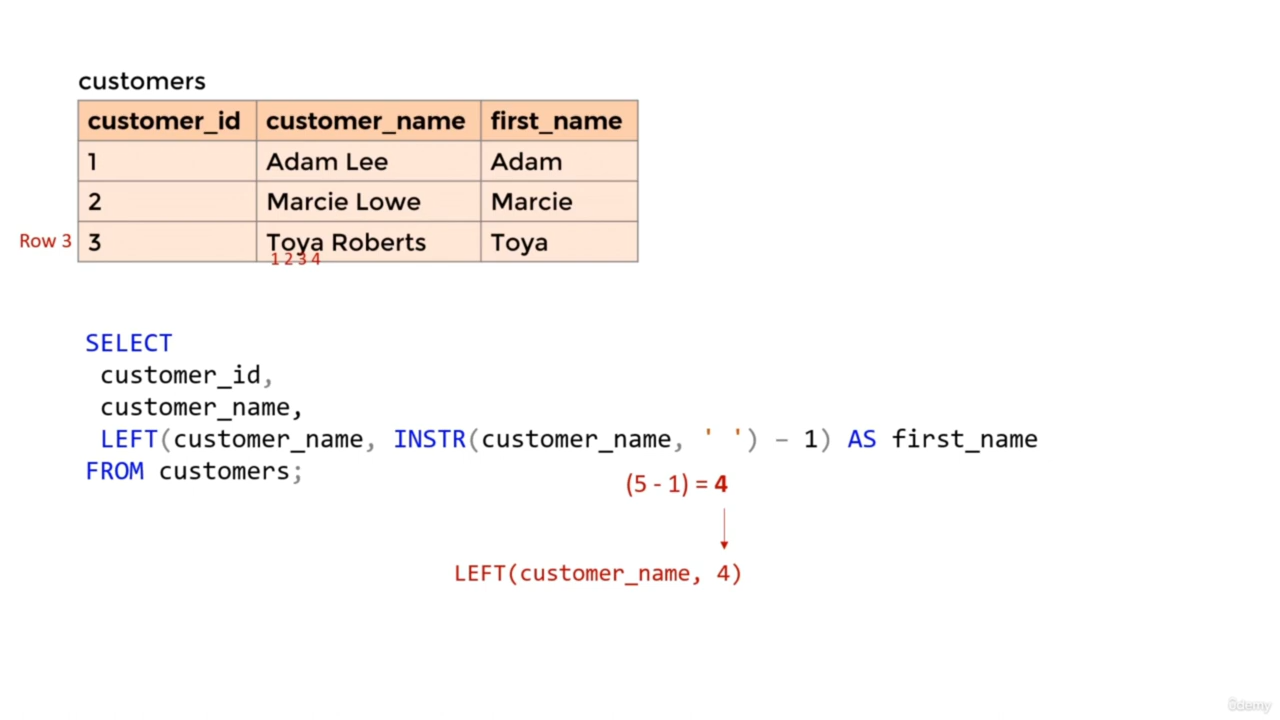 customers
customer_id customer_name first_name
1 Adam Lee Adam
2 Marcie Lowe Marcie
Row 3 3 Toya Roberts Toya
1 2 3 4
SELECT
customer_id,
customer_name,
LEFT(customer_name, INSTR(customer_name, ' ') – 1) AS first_name
FROM customers;
(5 - 1) = 4
LEFT(customer_name, 4)
ûdemy